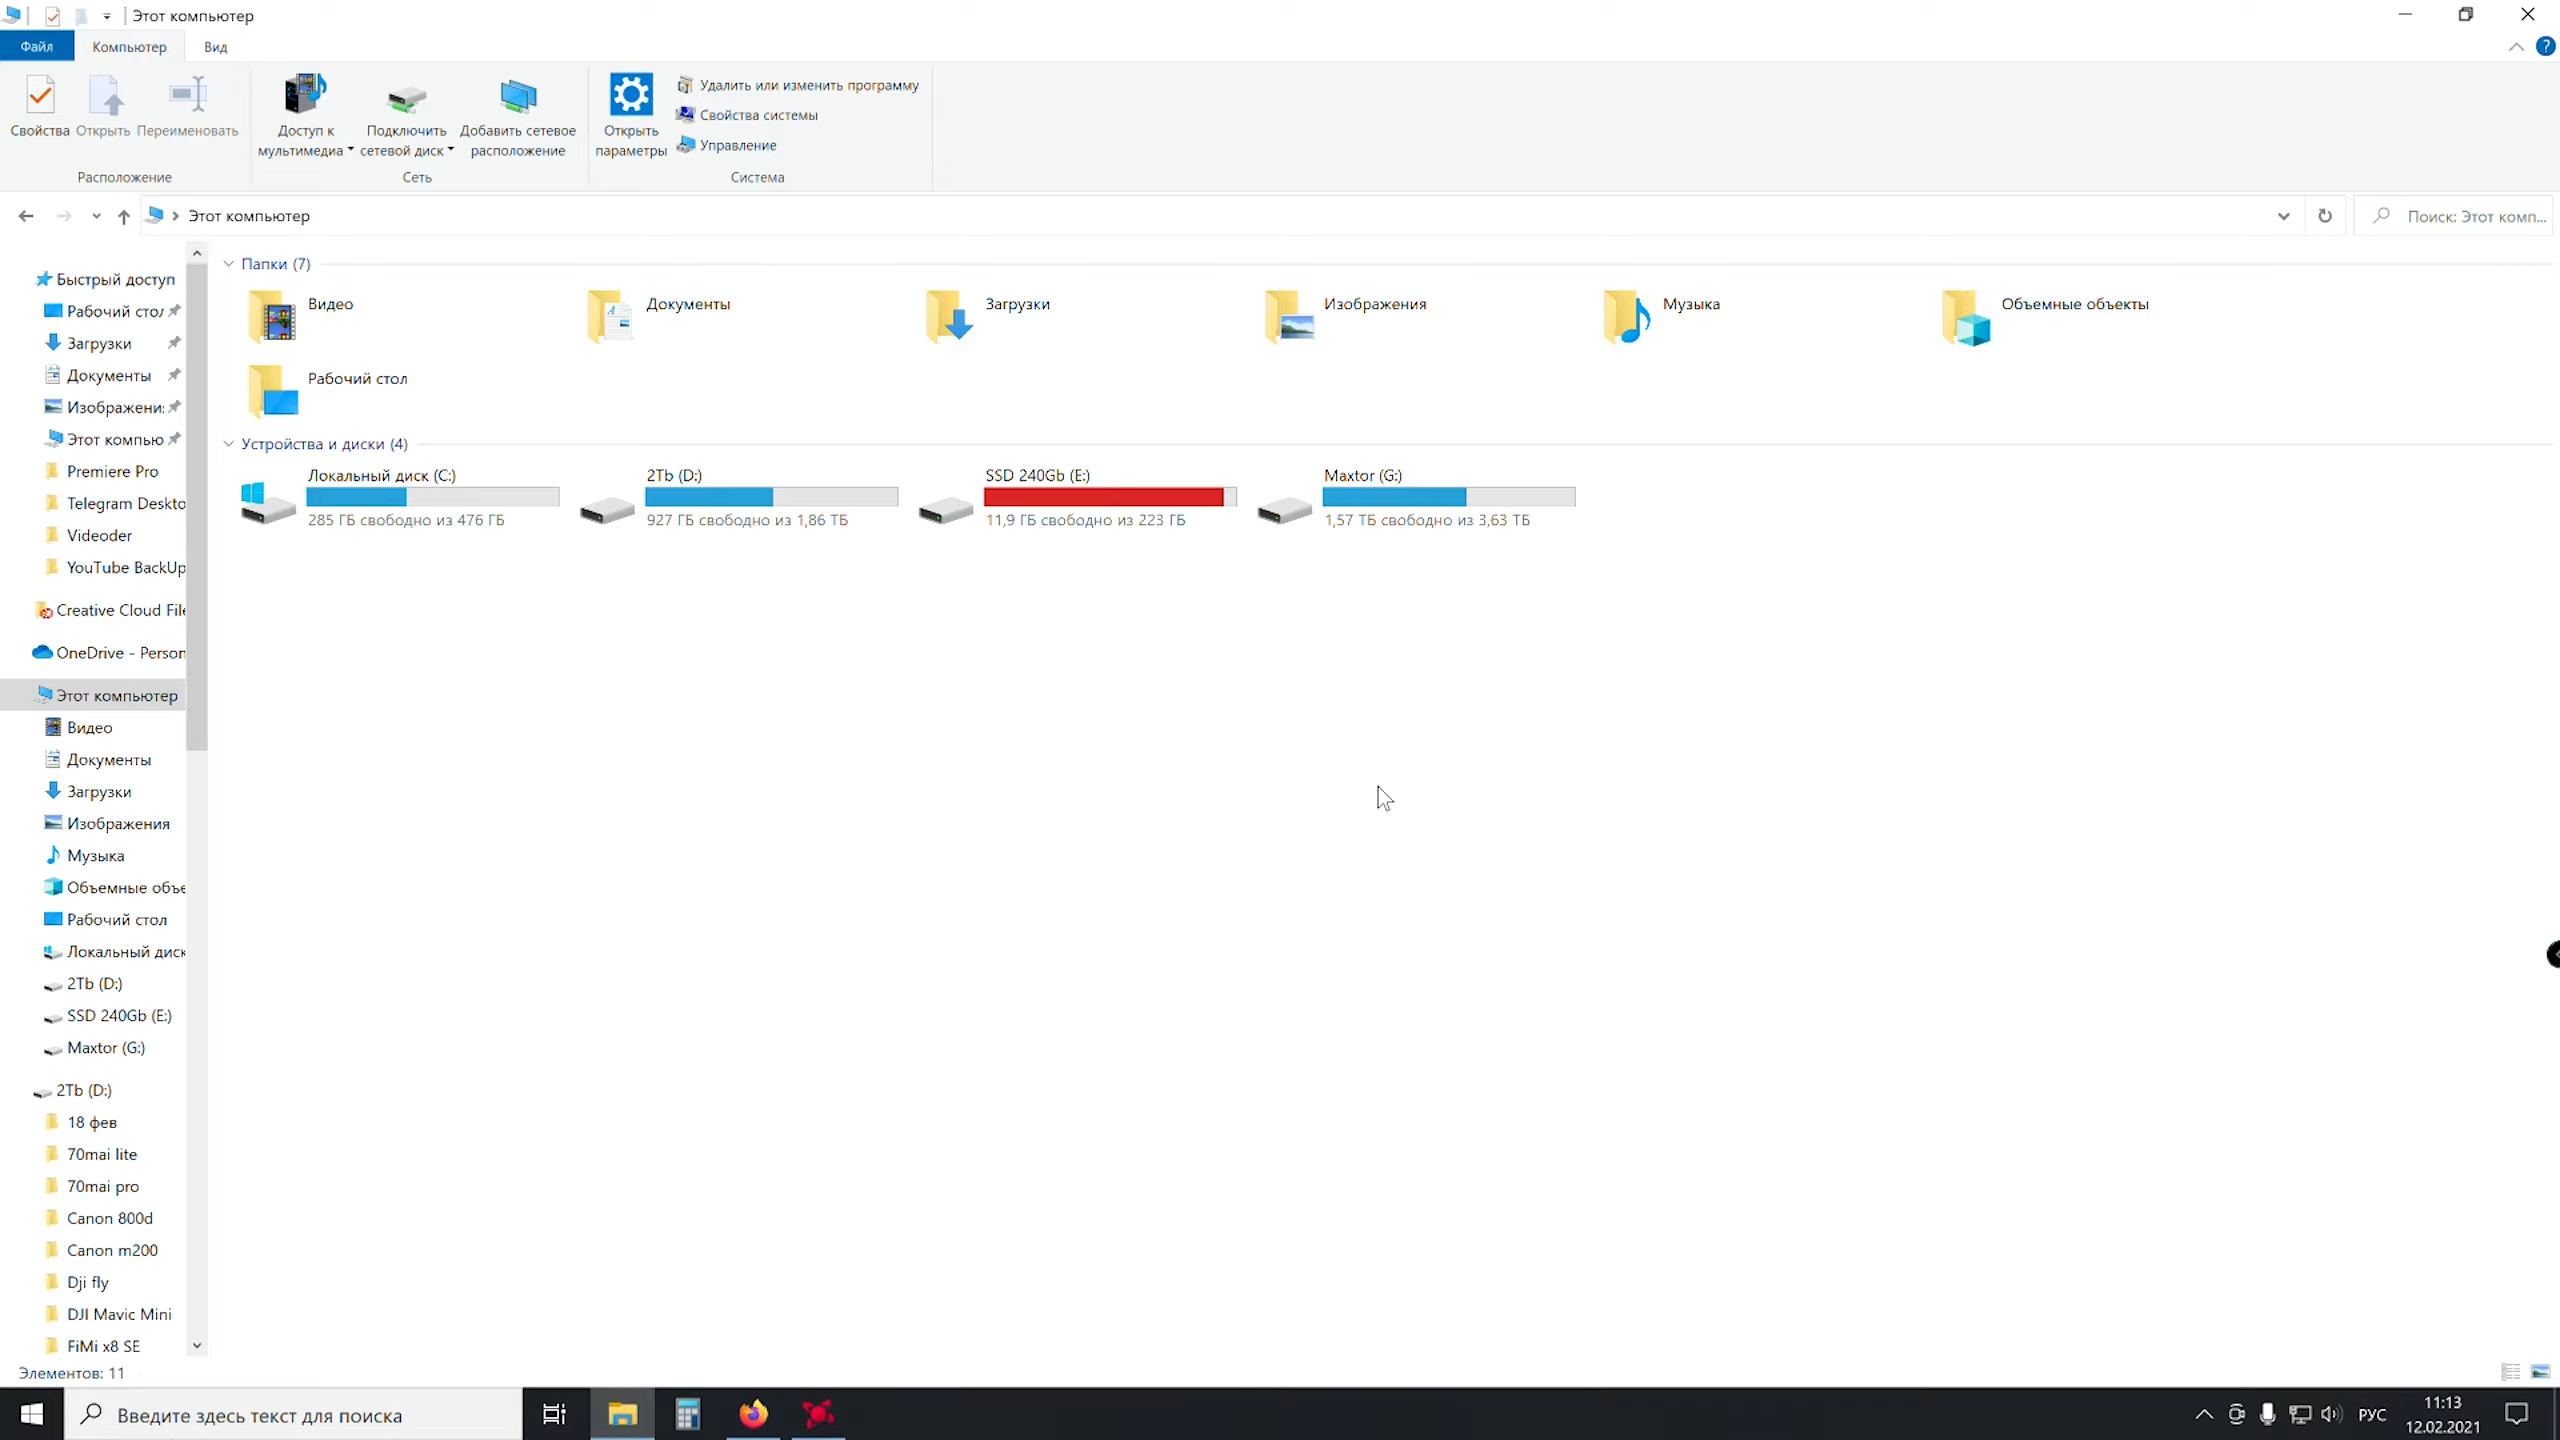 Этот компьютер
Файл
Компьютер
Вид
Свойства
Открыть
Переименовать
Доступ к
мультимедиа
Подключить
сетевой диск
Добавить сетевое
расположение
Открыть
параметры
Удалить или изменить программу
Свойства системы
Управление
Расположение
Сеть
Система
Этот компьютер
Поиск: Этот комп...
Быстрый доступ
Рабочий стол
Загрузки
Документы
Изображени:
Этот компью
Premiere Pro
Telegram Deskto
Videoder
YouTube BackUp
Creative Cloud File
OneDrive - Person
Этот компьютер
Видео
Документы
Загрузки
Изображения
Музыка
Объемные объе
Рабочий стол
Локальный диск
2Tb (D:)
SSD 240Gb (E:)
Maxtor (G:)
2Tb (D:)
18 фев
70mai lite
70mai pro
Canon 800d
Canon m200
Dji fly
DJI Mavic Mini
FiMi x8 SE
Папки (7)
Видео
Документы
Загрузки
Изображения
Музыка
Объемные объекты
Рабочий стол
Устройства и диски (4)
Локальный диск (C:)
285 ГБ свободно из 476 ГБ
2Tb (D:)
927 ГБ свободно из 1,86 ТБ
SSD 240Gb (E:)
11,9 ГБ свободно из 223 ГБ
Maxtor (G:)
1,57 ТБ свободно из 3,63 ТБ
Элементов: 11
Введите здесь текст для поиска
РУС
11:13
12.02.2021